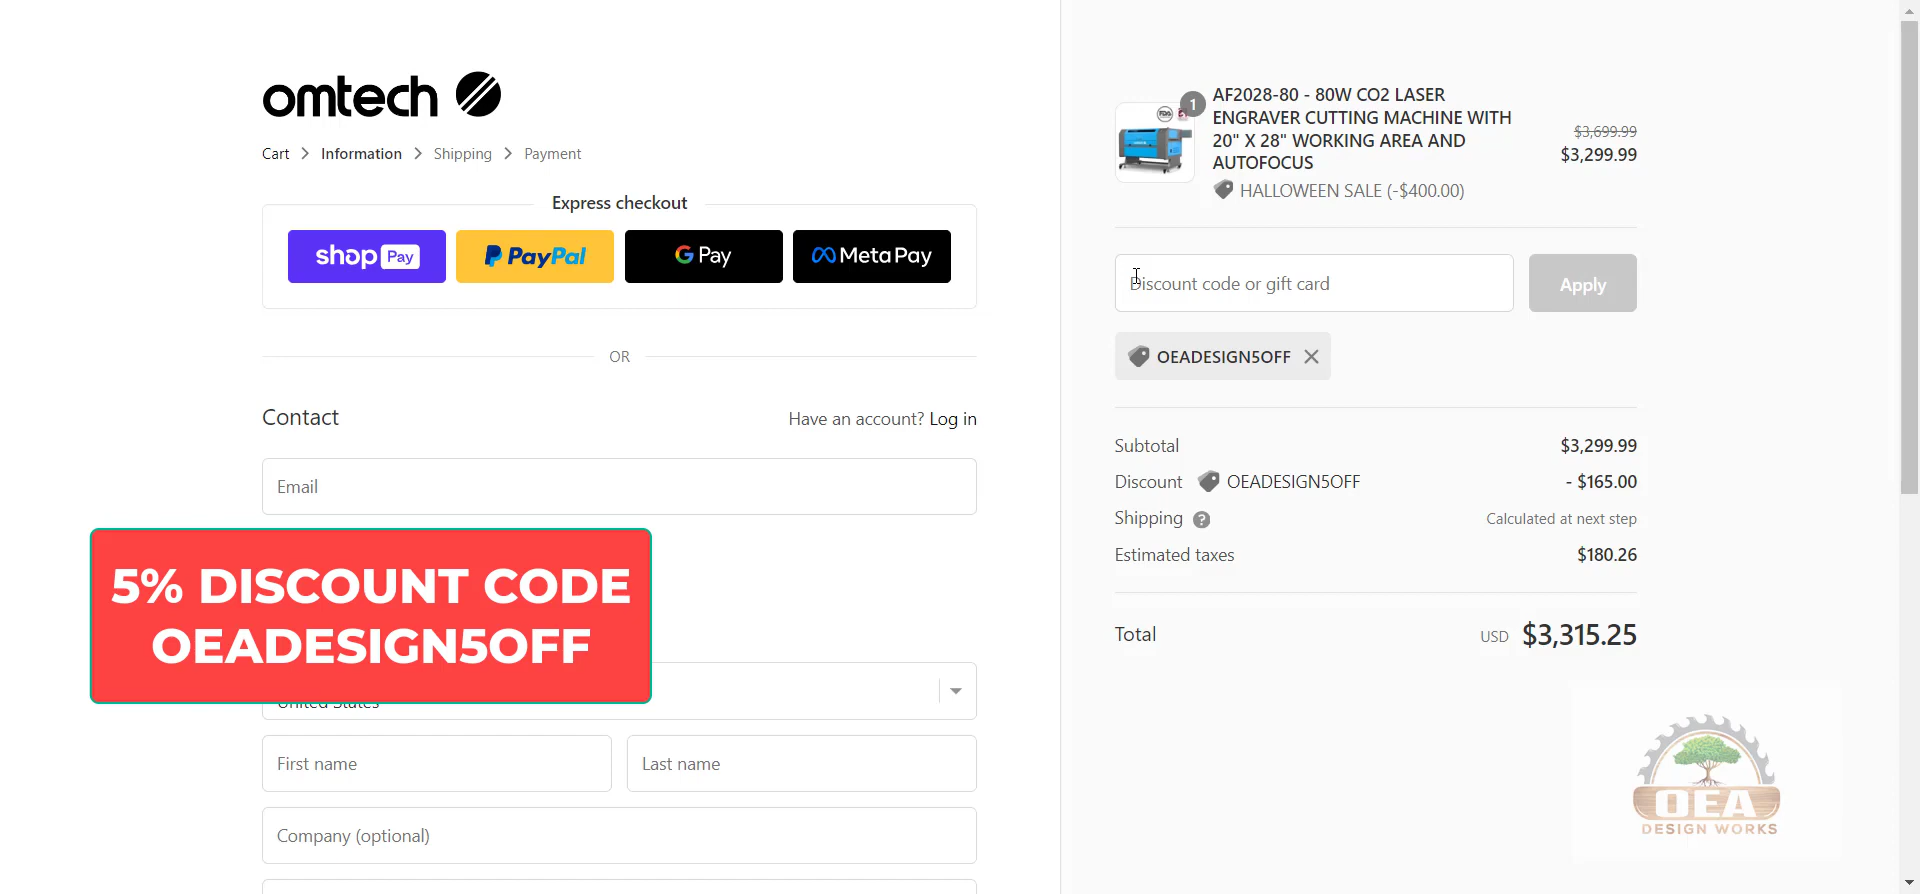 omtech
Cart > Information > Shipping > Payment
Express checkout
shop Pay
PayPal
G Pay
Meta Pay
OR
Contact
Have an account? Log in
Email
5% DISCOUNT CODE
OEADESIGN5OFF
United States
First name
Last name
Company (optional)
1
AF2028-80 - 80W CO2 LASER
ENGRAVER CUTTING MACHINE WITH
20" X 28" WORKING AREA AND
AUTOFOCUS
HALLOWEEN SALE (-$400.00)
$3,699.99
$3,299.99
Discount code or gift card
Apply
OEADESIGN5OFF
Subtotal
$3,299.99
Discount OEADESIGN5OFF
- $165.00
Shipping ?
Calculated at next step
Estimated taxes
$180.26
Total
USD $3,315.25
OEA
DESIGN WORKS